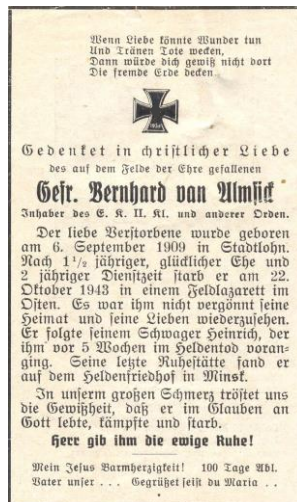 Wenn Liebe könnte Wunder tun
Und Tränen Tote wecken,
Dann würde dich gewiß nicht dort
Die fremde Erde decken.
Gedenket in christlicher Liebe
des auf dem Felde der Ehre gefallenen
Gefr. Bernhard van Almsick
Inhaber des E. K. II. Kl. und anderer Orden.
Der liebe Verstorbene wurde geboren
am 6. September 1909 in Stadtlohn.
Nach 1½ jähriger, glücklicher Ehe und
2 jähriger Dienstzeit starb er am 22.
Oktober 1943 in einem Feldlazarett im
Osten. Es war ihm nicht vergönnt seine
Heimat und seine Lieben wiederzusehen.
Er folgte seinem Schwager Heinrich, der
ihm vor 5 Wochen im Heldentod voran-
ging. Seine letzte Ruhestätte fand er
auf dem Heldenfriedhof in Minsk.
In unserm großen Schmerz tröstet uns
die Gewißheit, daß er im Glauben an
Gott lebte, kämpfte und starb.
Herr gib ihm die ewige Ruhe!
Mein Jesus Barmherzigkeit! 100 Tage Abl.
Vater unser . . . Gegrüßet seist du Maria . .